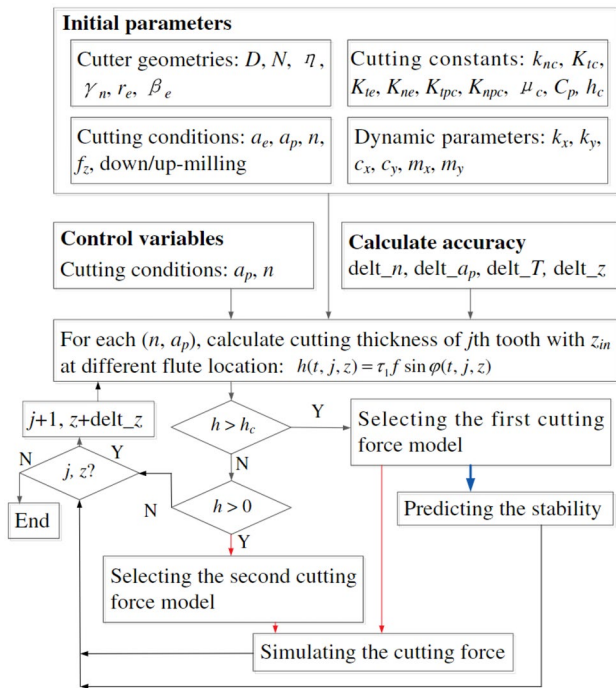 Initial parameters
Cutter geometries: D, N, η,
γn, re, βe
Cutting constants: knc, Ktc,
Kte, Kne, Ktpc, Knpc, μc, Cp, hc
Cutting conditions: ae, ap, n,
fz, down/up-milling
Dynamic parameters: kx, ky,
cx, cy, mx, my
Control variables
Cutting conditions: ap, n
Calculate accuracy
delt_n, delt_ap, delt_T, delt_z
For each (n, ap), calculate cutting thickness of jth tooth with zin
at different flute location: h(t, j, z) = τ1 f sin φ(t, j, z)
j+1, z+delt_z
h > hc
Y
Selecting the first cutting
force model
N
Y
N
j, z?
h > 0
N
Y
End
Predicting the stability
Selecting the second cutting
force model
Simulating the cutting force